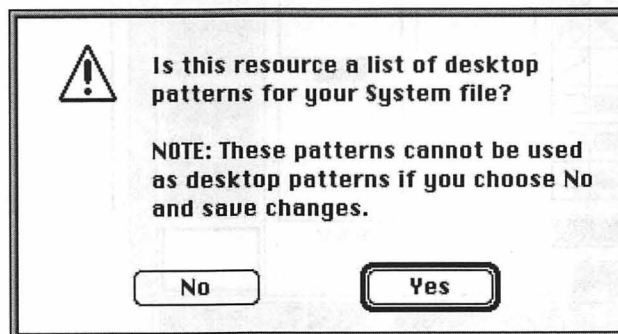 Is this resource a list of desktop
patterns for your System file?
NOTE: These patterns cannot be used
as desktop patterns if you choose No
and save changes.
No
Yes